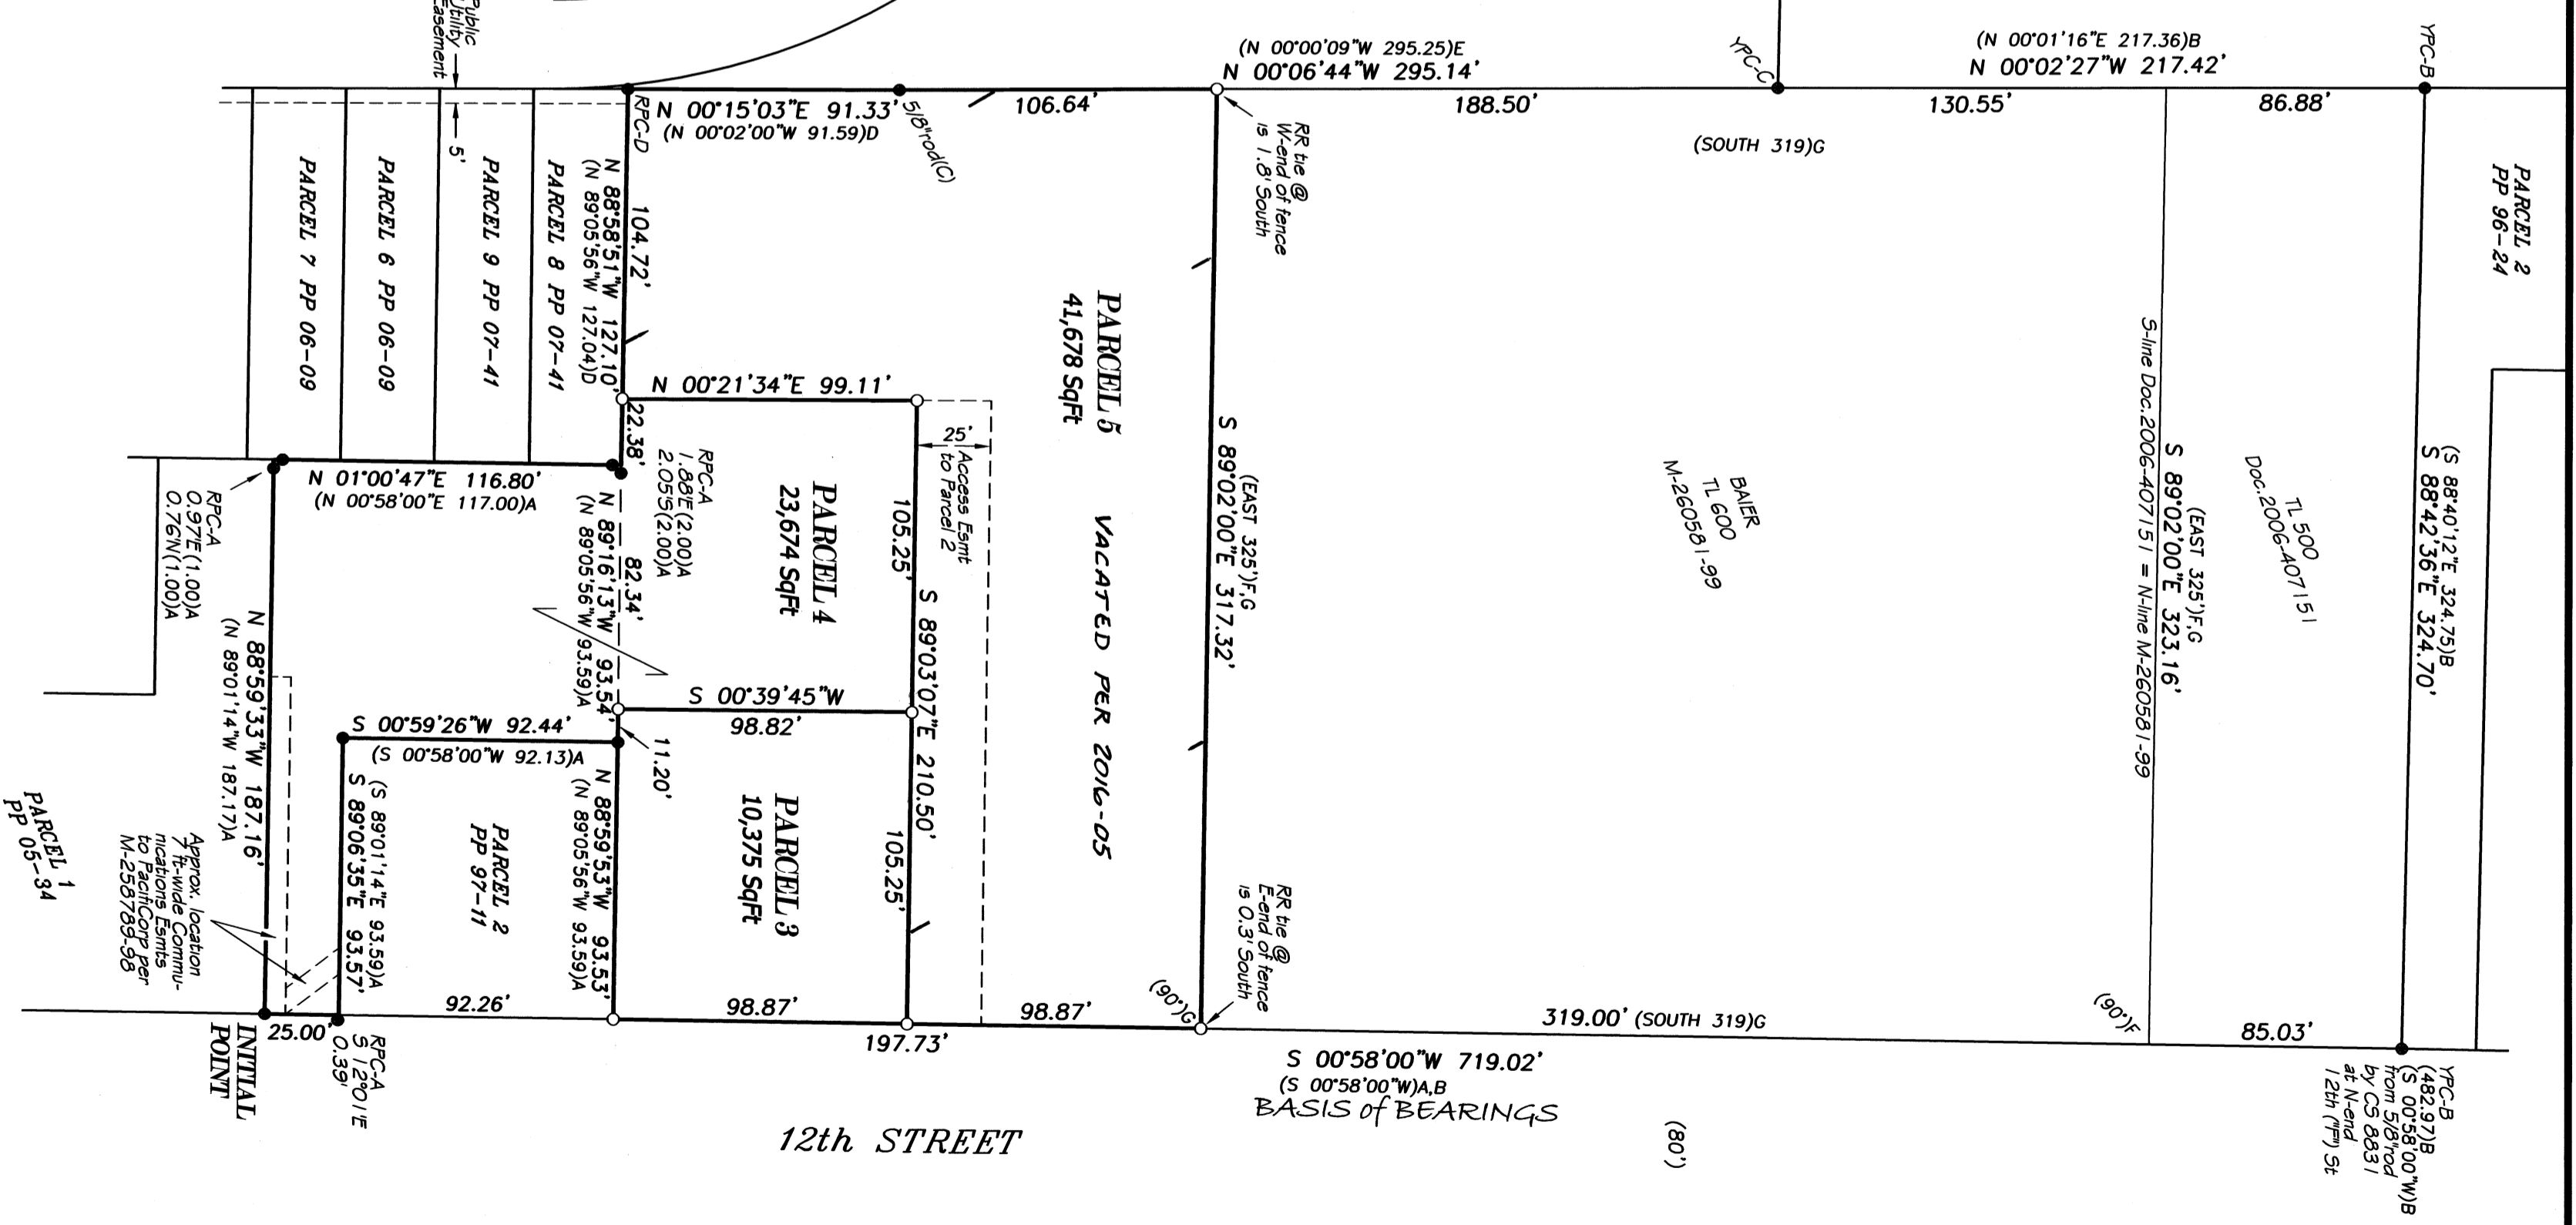 Public
Utility
Easement
5'
(N 00°00'09"W 295.25)E
N 00°06'44"W 295.14'
YPC-C
(N 00°01'16"E 217.36)B
N 00°02'27"W 217.42'
YPC-B
RPC-D
N 00°15'03"E 91.33'
(N 00°02'00"W 91.59)D
5/8"rod(C)
106.64'
188.50'
130.55'
86.88'
(SOUTH 319)G
RR tie @
W-end of fence
is 1.8' South
PARCEL 2
PP 96-24
PARCEL 7 PP 06-09
PARCEL 6 PP 06-09
PARCEL 9 PP 07-41
PARCEL 8 PP 07-41
N 88°58'51"W 127.10'
(N 89°05'56"W 127.04)D
104.72'
22.38'
N 00°21'34"E 99.11'
25'
Access Esmt
to Parcel 2
PARCEL 5
41,678 SqFt
VACATED PER 2016-05
(EAST 325')F,G
S 89°02'00"E 317.32'
BAIER
TL 600
M-260581-99
S-line Doc.2006-407151 = N-line M-260581-99
(EAST 325')F,G
S 89°02'00"E 323.16'
TL 500
Doc.2006-407151
(S 88°40'12"E 324.75)B
S 88°42'36"E 324.70'
N 01°00'47"E 116.80'
(N 00°58'00"E 117.00)A
RPC-A
0.97'E(1.00)A
0.76'N(1.00)A
RPC-A
1.88'E(2.00)A
2.05'S(2.00)A
PARCEL 4
23,674 SqFt
105.25'
S 89°03'07"E 210.50'
82.34'
N 89°16'13"W 93.54'
(N 89°05'56"W 93.59)A
S 00°39'45"W
98.82'
11.20'
S 00°59'26"W 92.44'
(S 00°58'00"W 92.13)A
N 88°59'33"W 187.16'
(N 89°01'14"W 187.17)A
(S 89°01'14"E 93.59)A
S 89°06'35"E 93.57'
PARCEL 2
PP 97-11
N 88°59'53"W 93.53'
(N 89°05'56"W 93.59)A
PARCEL 3
10,375 SqFt
105.25'
RR tie @
E-end of fence
is 0.3' South
(90°)G
(90°)F
PARCEL 1
PP 05-34
Approx. location
7 ft-wide Commu-
nications Esmts
to PacifiCorp per
M-258789-98
INITIAL
POINT
25.00'
RPC-A
S 12°01'E
0.39'
92.26'
98.87'
98.87'
197.73'
319.00' (SOUTH 319)G
85.03'
S 00°58'00"W 719.02'
(S 00°58'00"W)A,B
BASIS of BEARINGS
12th STREET
(80')
YPC-B
(482.97)B
(S 00°58'00"W)B
from 5/8"rod
by CS 8831
at N-end
12th ("F") St